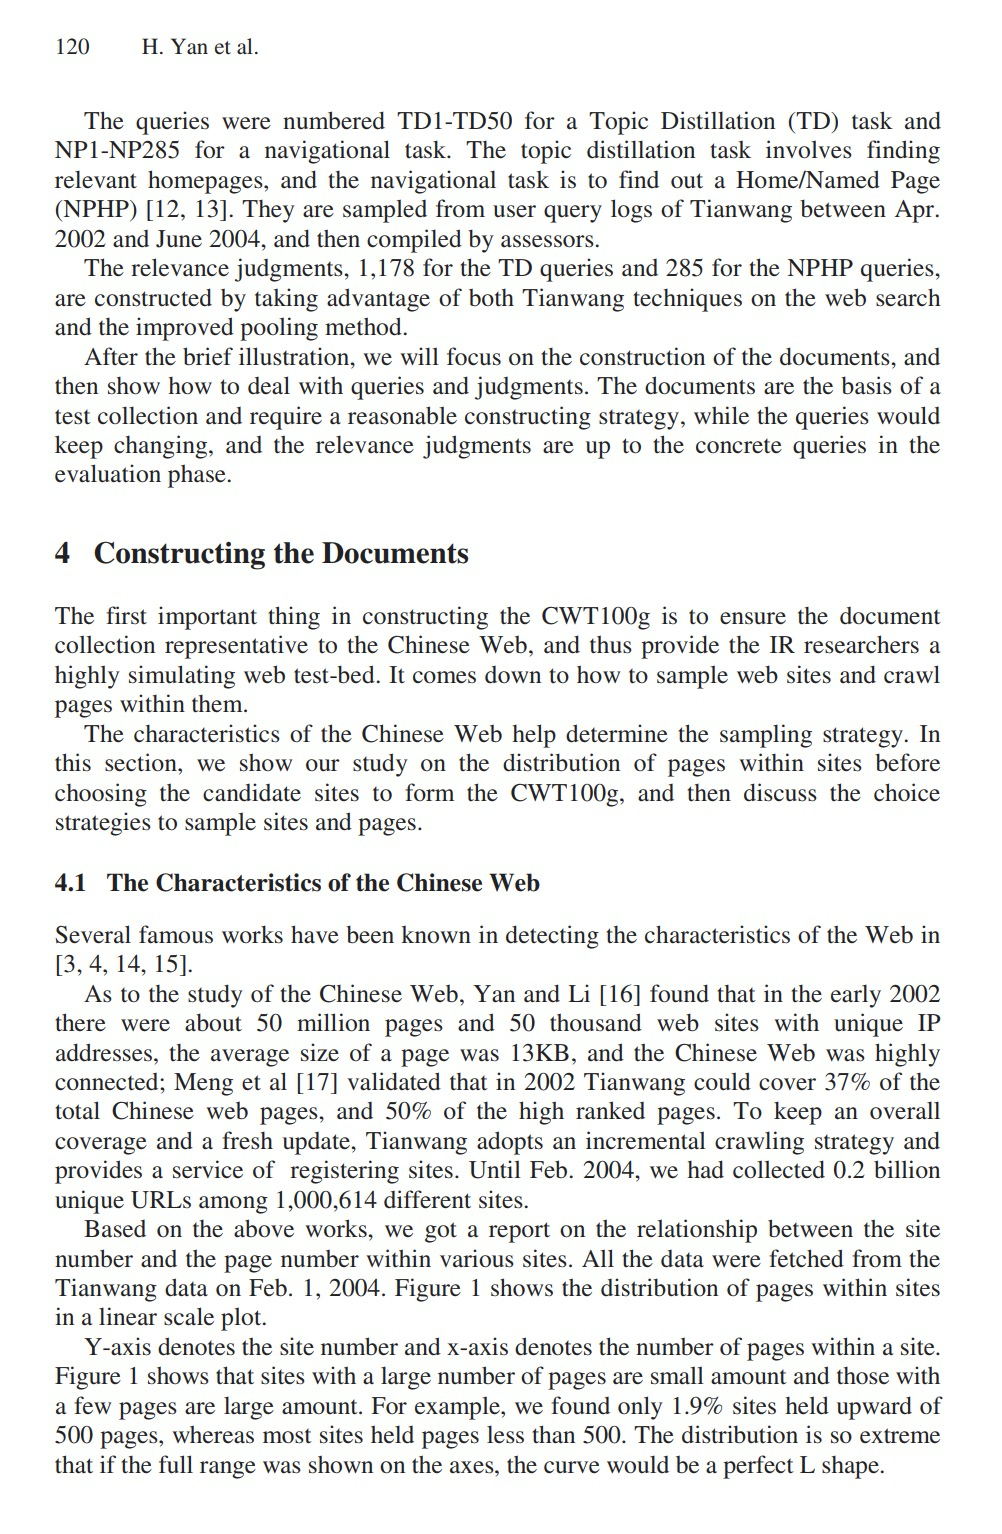 120 H. Yan et al.
The queries were numbered TD1-TD50 for a Topic Distillation (TD) task and
NP1-NP285 for a navigational task. The topic distillation task involves finding
relevant homepages, and the navigational task is to find out a Home/Named Page
(NPHP) [12, 13]. They are sampled from user query logs of Tianwang between Apr.
2002 and June 2004, and then compiled by assessors.
The relevance judgments, 1,178 for the TD queries and 285 for the NPHP queries,
are constructed by taking advantage of both Tianwang techniques on the web search
and the improved pooling method.
After the brief illustration, we will focus on the construction of the documents, and
then show how to deal with queries and judgments. The documents are the basis of a
test collection and require a reasonable constructing strategy, while the queries would
keep changing, and the relevance judgments are up to the concrete queries in the
evaluation phase.
4 Constructing the Documents
The first important thing in constructing the CWT100g is to ensure the document
collection representative to the Chinese Web, and thus provide the IR researchers a
highly simulating web test-bed. It comes down to how to sample web sites and crawl
pages within them.
The characteristics of the Chinese Web help determine the sampling strategy. In
this section, we show our study on the distribution of pages within sites before
choosing the candidate sites to form the CWT100g, and then discuss the choice
strategies to sample sites and pages.
4.1 The Characteristics of the Chinese Web
Several famous works have been known in detecting the characteristics of the Web in
[3, 4, 14, 15].
As to the study of the Chinese Web, Yan and Li [16] found that in the early 2002
there were about 50 million pages and 50 thousand web sites with unique IP
addresses, the average size of a page was 13KB, and the Chinese Web was highly
connected; Meng et al [17] validated that in 2002 Tianwang could cover 37% of the
total Chinese web pages, and 50% of the high ranked pages. To keep an overall
coverage and a fresh update, Tianwang adopts an incremental crawling strategy and
provides a service of registering sites. Until Feb. 2004, we had collected 0.2 billion
unique URLs among 1,000,614 different sites.
Based on the above works, we got a report on the relationship between the site
number and the page number within various sites. All the data were fetched from the
Tianwang data on Feb. 1, 2004. Figure 1 shows the distribution of pages within sites
in a linear scale plot.
Y-axis denotes the site number and x-axis denotes the number of pages within a site.
Figure 1 shows that sites with a large number of pages are small amount and those with
a few pages are large amount. For example, we found only 1.9% sites held upward of
500 pages, whereas most sites held pages less than 500. The distribution is so extreme
that if the full range was shown on the axes, the curve would be a perfect L shape.